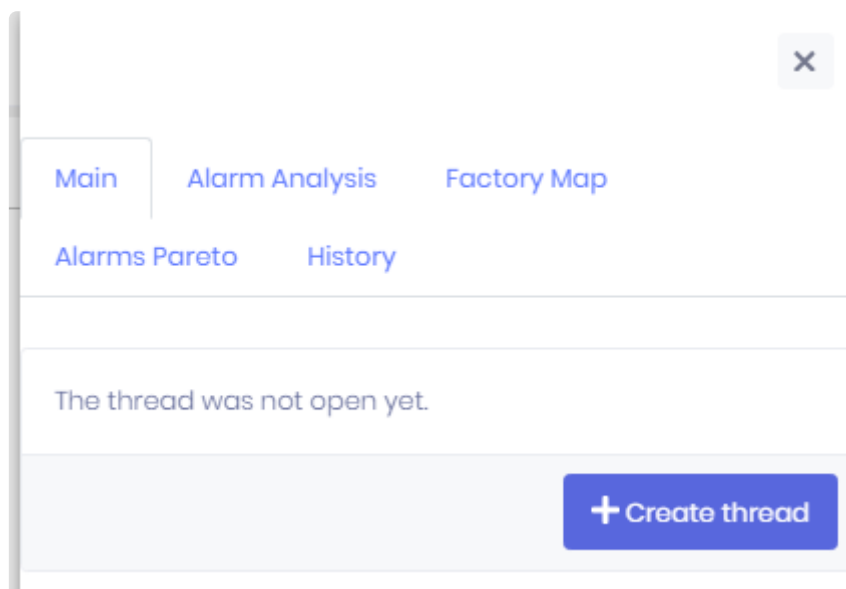 Main Alarm Analysis Factory Map
Alarms Pareto History
The thread was not open yet.
Create thread